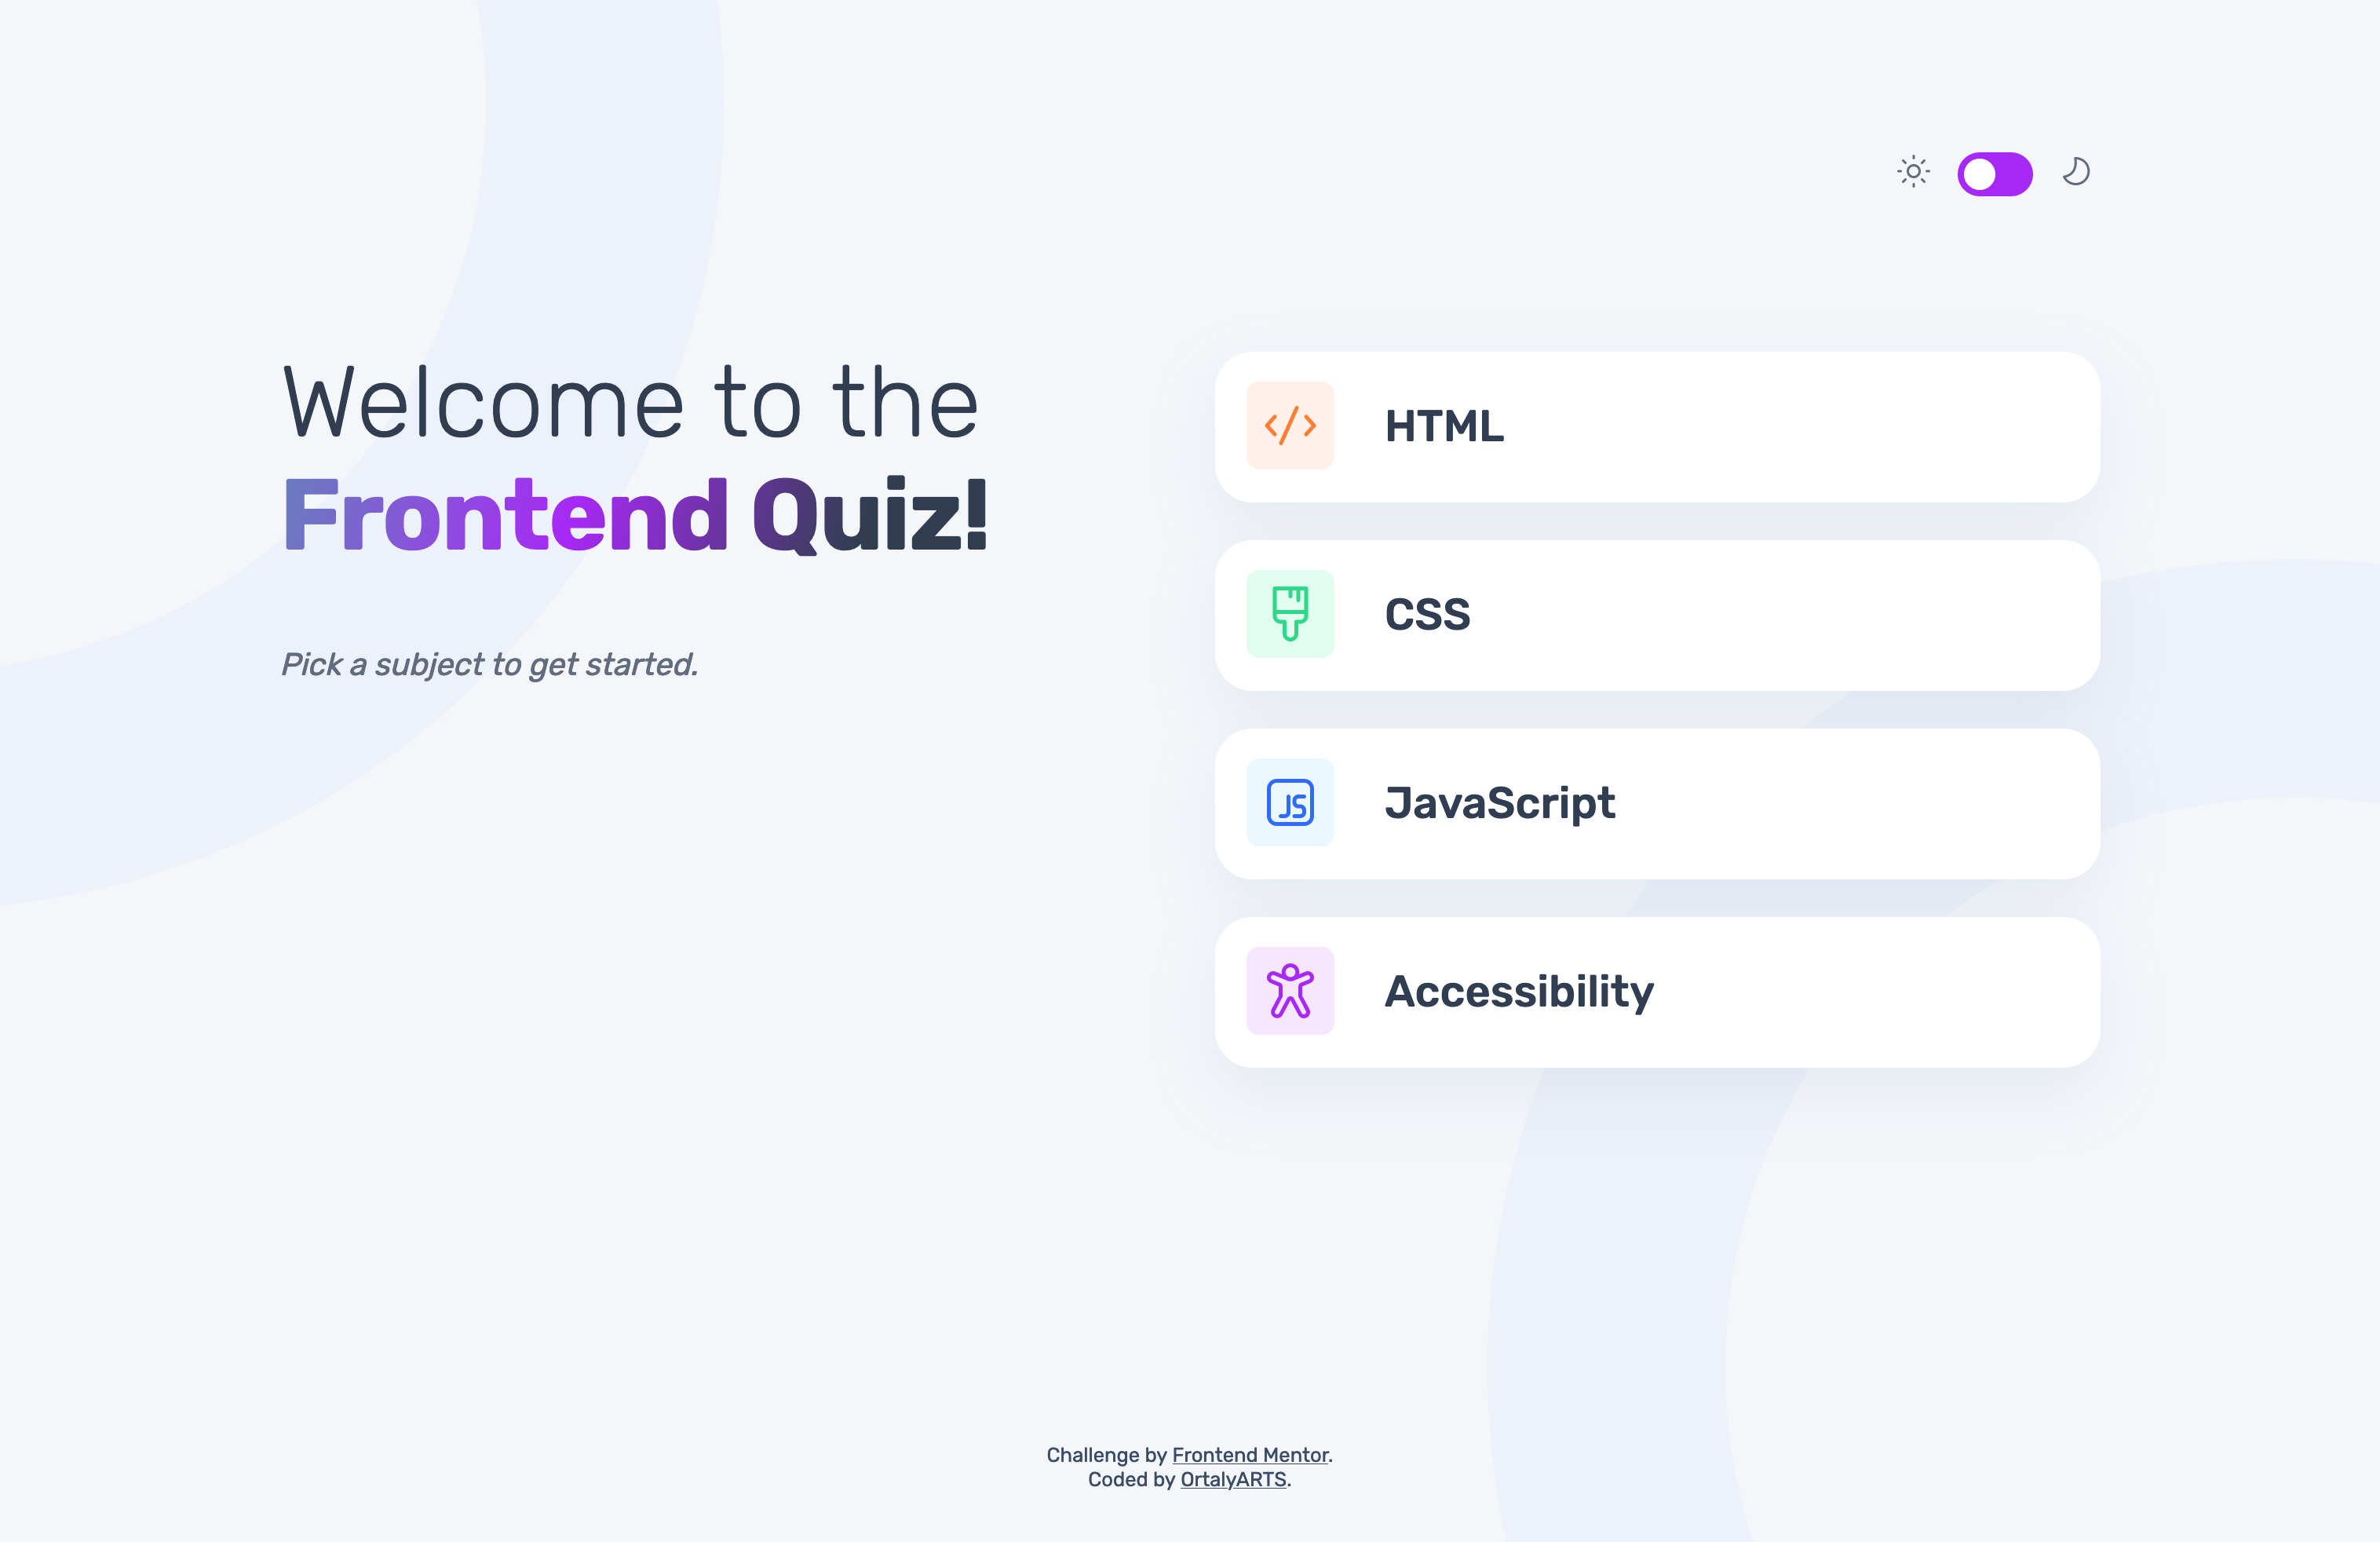 Welcome to the
Frontend Quiz!
Pick a subject to get started.
HTML
CSS
JS
JavaScript
Accessibility
Challenge by Frontend Mentor.
Coded by OrtalyARTS.